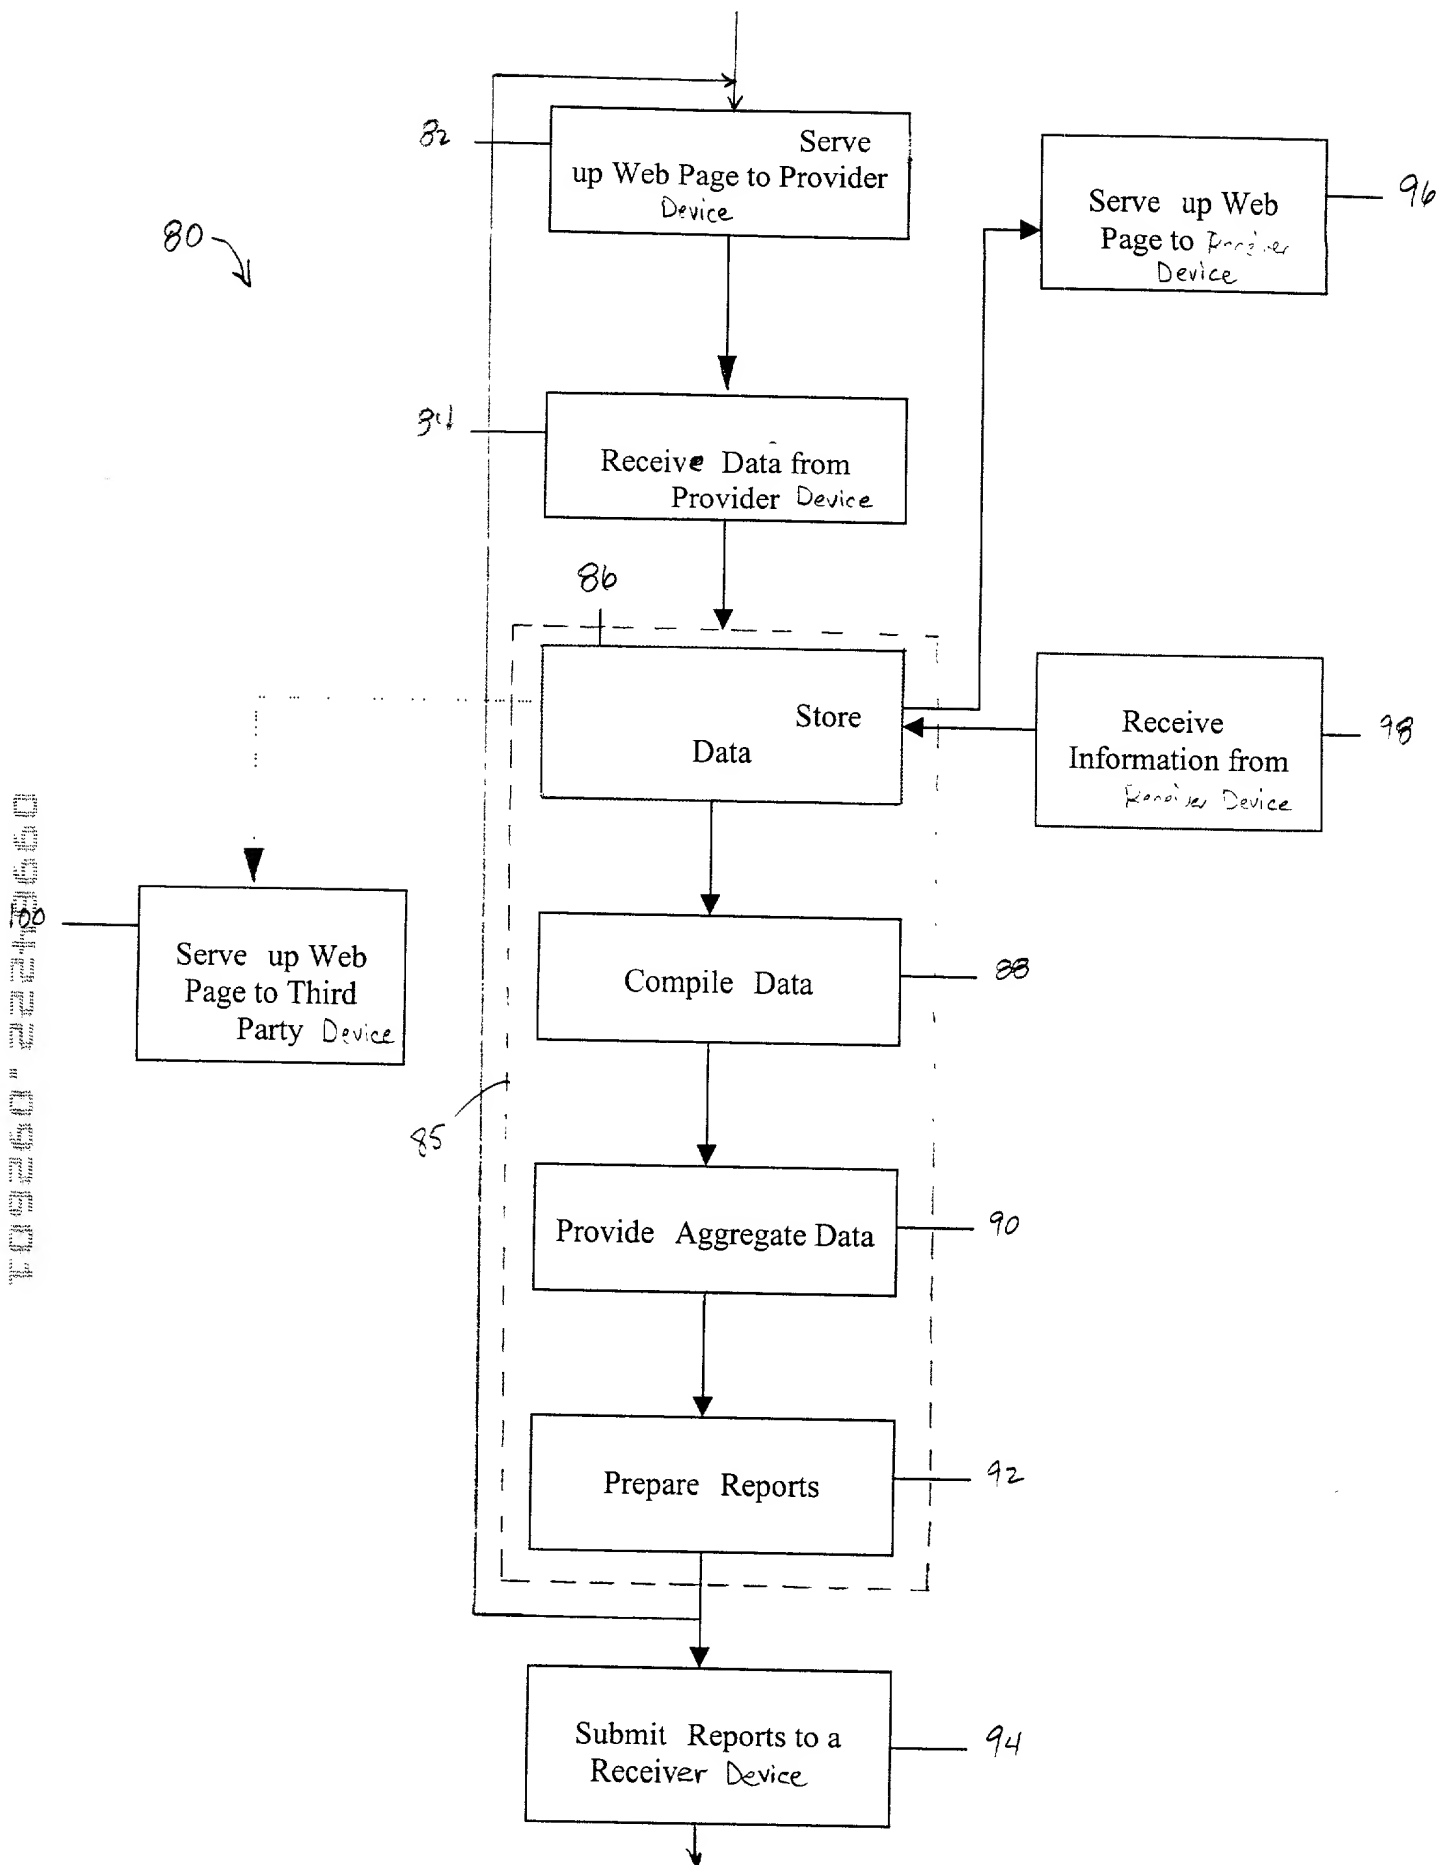 82
Serve
up Web Page to Provider
Device
96
Serve up Web
Page to Receiver
Device
80
84
Receive Data from
Provider Device
86
Store
Data
98
Receive
Information from
Receiver Device
100
Serve up Web
Page to Third
Party Device
88
Compile Data
85
90
Provide Aggregate Data
92
Prepare Reports
94
Submit Reports to a
Receiver Device